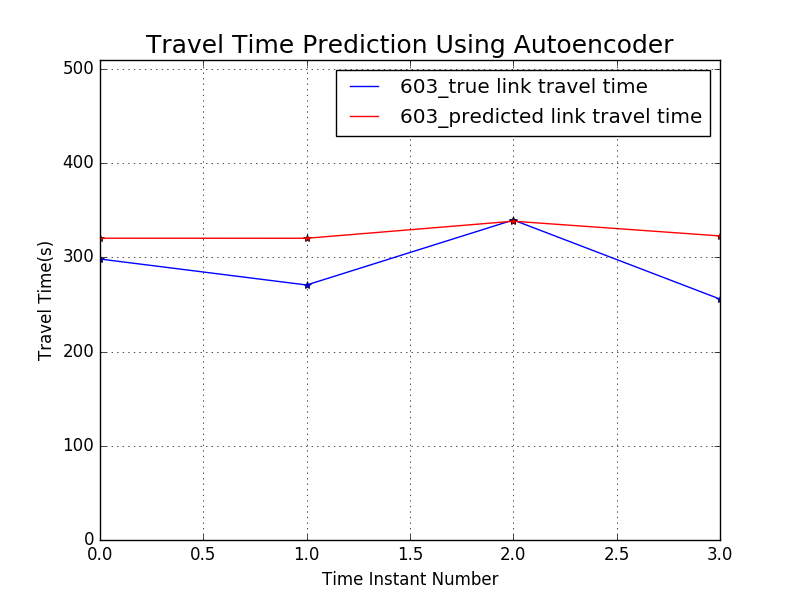 Travel Time Prediction Using Autoencoder
603_true link travel time
603_predicted link travel time
500
400
300
200
100
0
Travel Time(s)
0.0 0.5 1.0 1.5 2.0 2.5 3.0
Time Instant Number